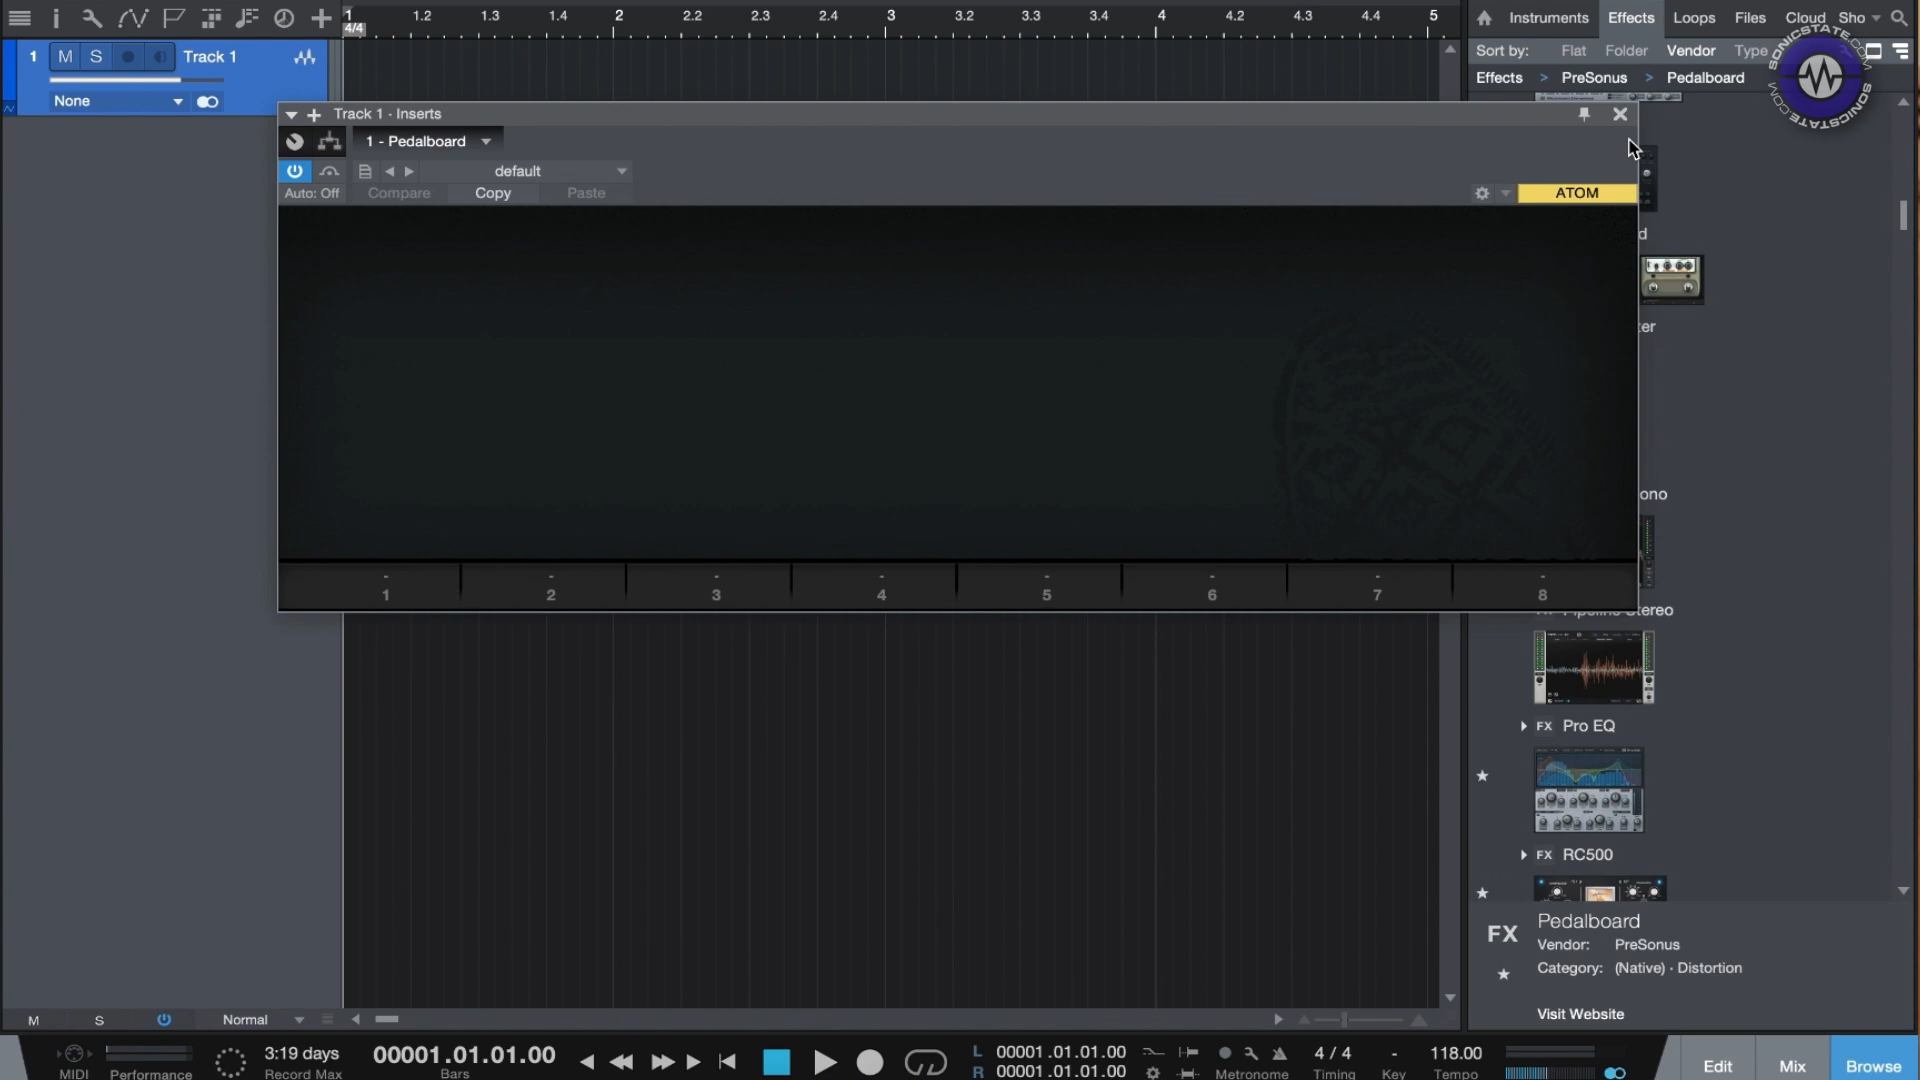 1 1.2 1.3 1.4 2 2.2 2.3 2.4 3 3.2 3.3 3.4 4 4.2 4.3 4.4 5
4/4
Instruments Effects Loops Files Cloud Sho
Sort by: Flat Folder Vendor Type
Effects > PreSonus > Pedalboard
SONICSTATE.COM SONICSTATE.COM
1 M S Track 1
None
Track 1 - Inserts
1 - Pedalboard
default
Auto: Off Compare Copy Paste
ATOM
d
ter
ono
- - - - - - - -
1 2 3 4 5 6 7 8
Pipeline Stereo
FX Pro EQ
FX RC500
FX
Pedalboard
Vendor: PreSonus
Category: (Native) · Distortion
Visit Website
M S Normal
MIDI
Performance
3:19 days
Record Max
00001.01.01.00
Bars
L 00001.01.01.00
R 00001.01.01.00
Metronome
4 / 4
Timing
-
Key
118.00
Tempo
Edit Mix Browse